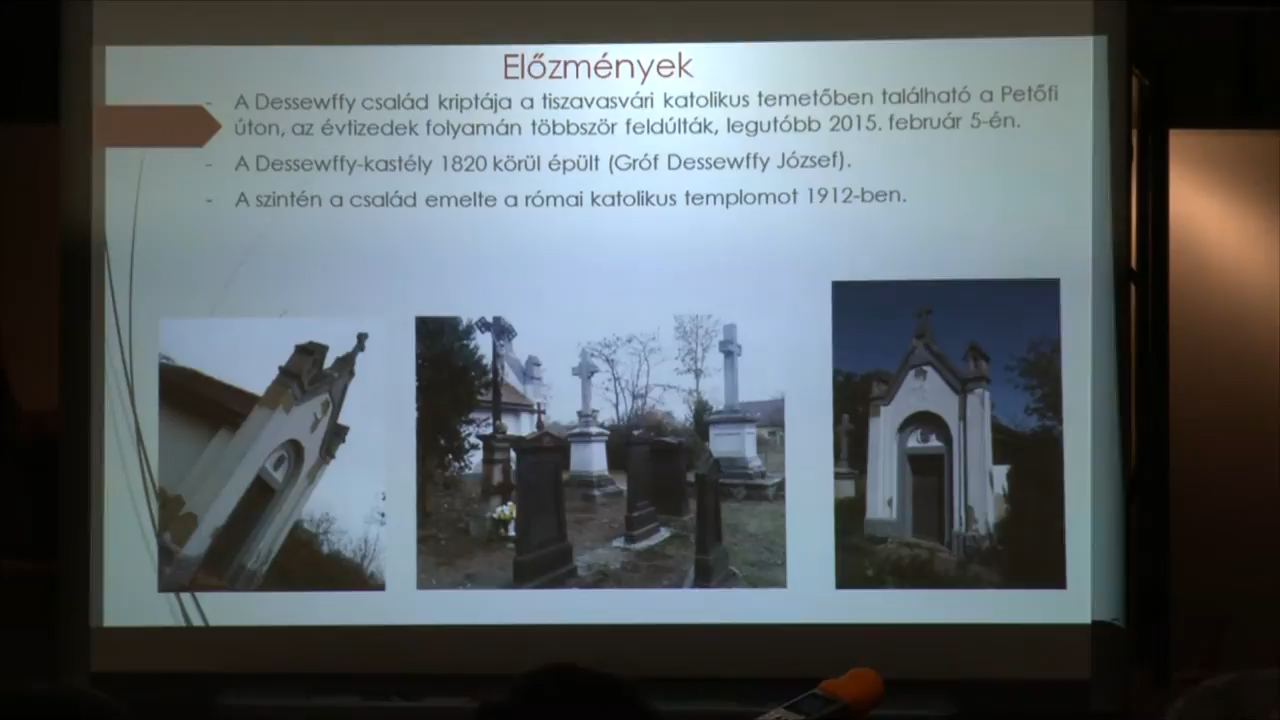 Előzmények
- A Dessewffy család kriptája a tiszavasvári katolikus temetőben található a Petőfi
úton, az évtizedek folyamán többször feldúlták, legutóbb 2015. február 5-én.
- A Dessewffy-kastély 1820 körül épült (Gróf Dessewffy József).
- A szintén a család emelte a római katolikus templomot 1912-ben.